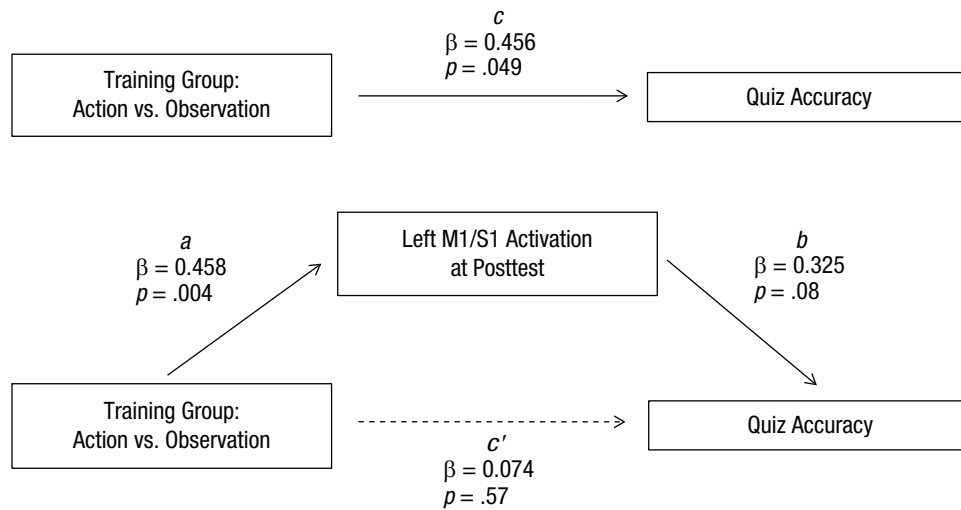 c
β = 0.456
p = .049
Training Group:
Action vs. Observation
Quiz Accuracy
Left M1/S1 Activation
at Posttest
a
β = 0.458
p = .004
b
β = 0.325
p = .08
Training Group:
Action vs. Observation
Quiz Accuracy
c′
β = 0.074
p = .57